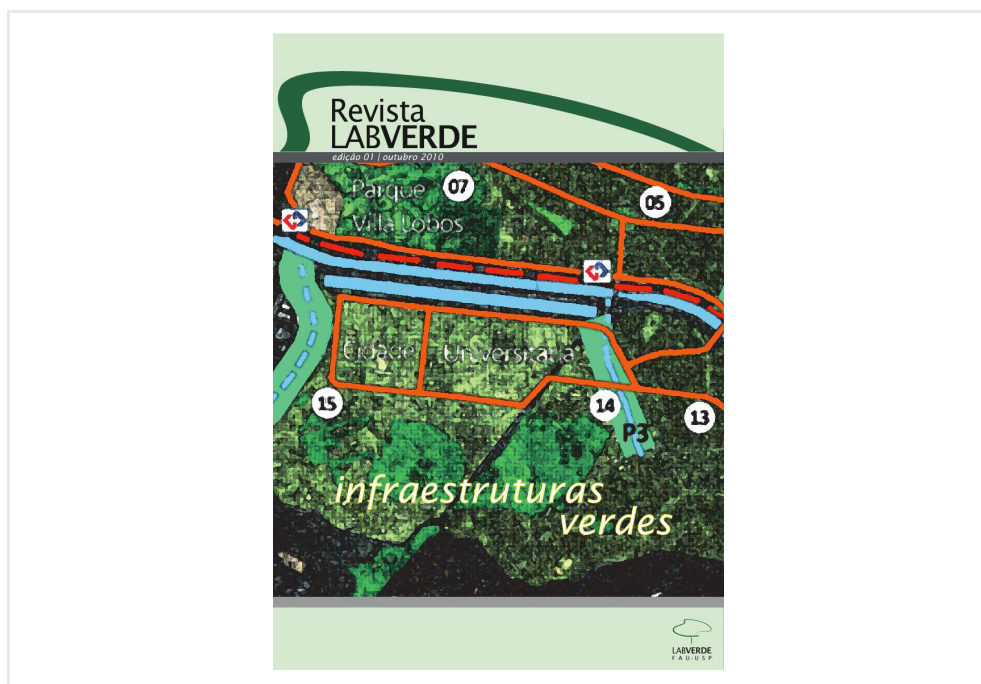 Revista
LABVERDE
edição 01 | outubro 2010
Parque
Villa Lobos
07
05
Cidade Universitária
15
14
13
P3
infraestruturas
verdes
LABVERDE
FAU-USP